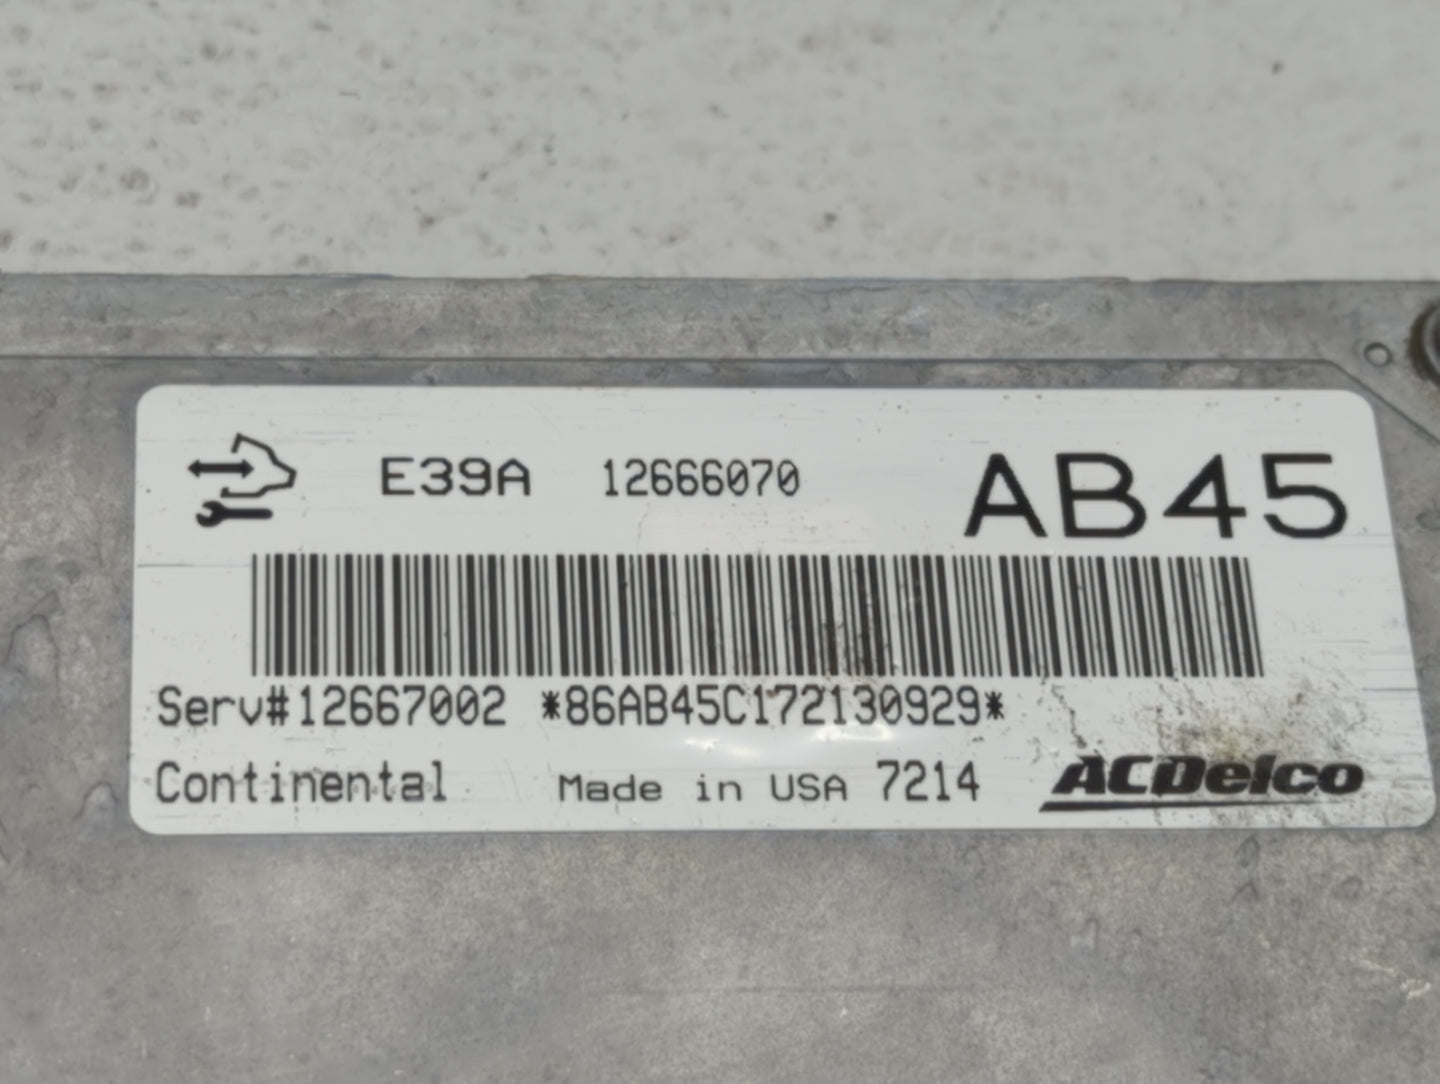 E39A 12666070 AB45
Serv#12667002 *86AB45C172130929*
Continental Made in USA 7214 ACDelco